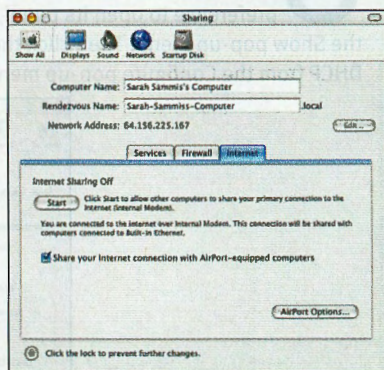 Sharing
Show All Displays Sound Network Startup Disk
Computer Name: Sarah Sammis's Computer
Rendezvous Name: Sarah-Sammiss-Computer .local
Network Address: 64.156.225.167 Edit...
Services Firewall Internet
Internet Sharing Off
Start Click Start to allow other computers to share your primary connection to the
Internet (Internal Modem).
You are connected to the Internet over Internal Modem. This connection will be shared with
computers connected to Built-in Ethernet.
Share your Internet connection with AirPort-equipped computers
AirPort Options...
Click the lock to prevent further changes.